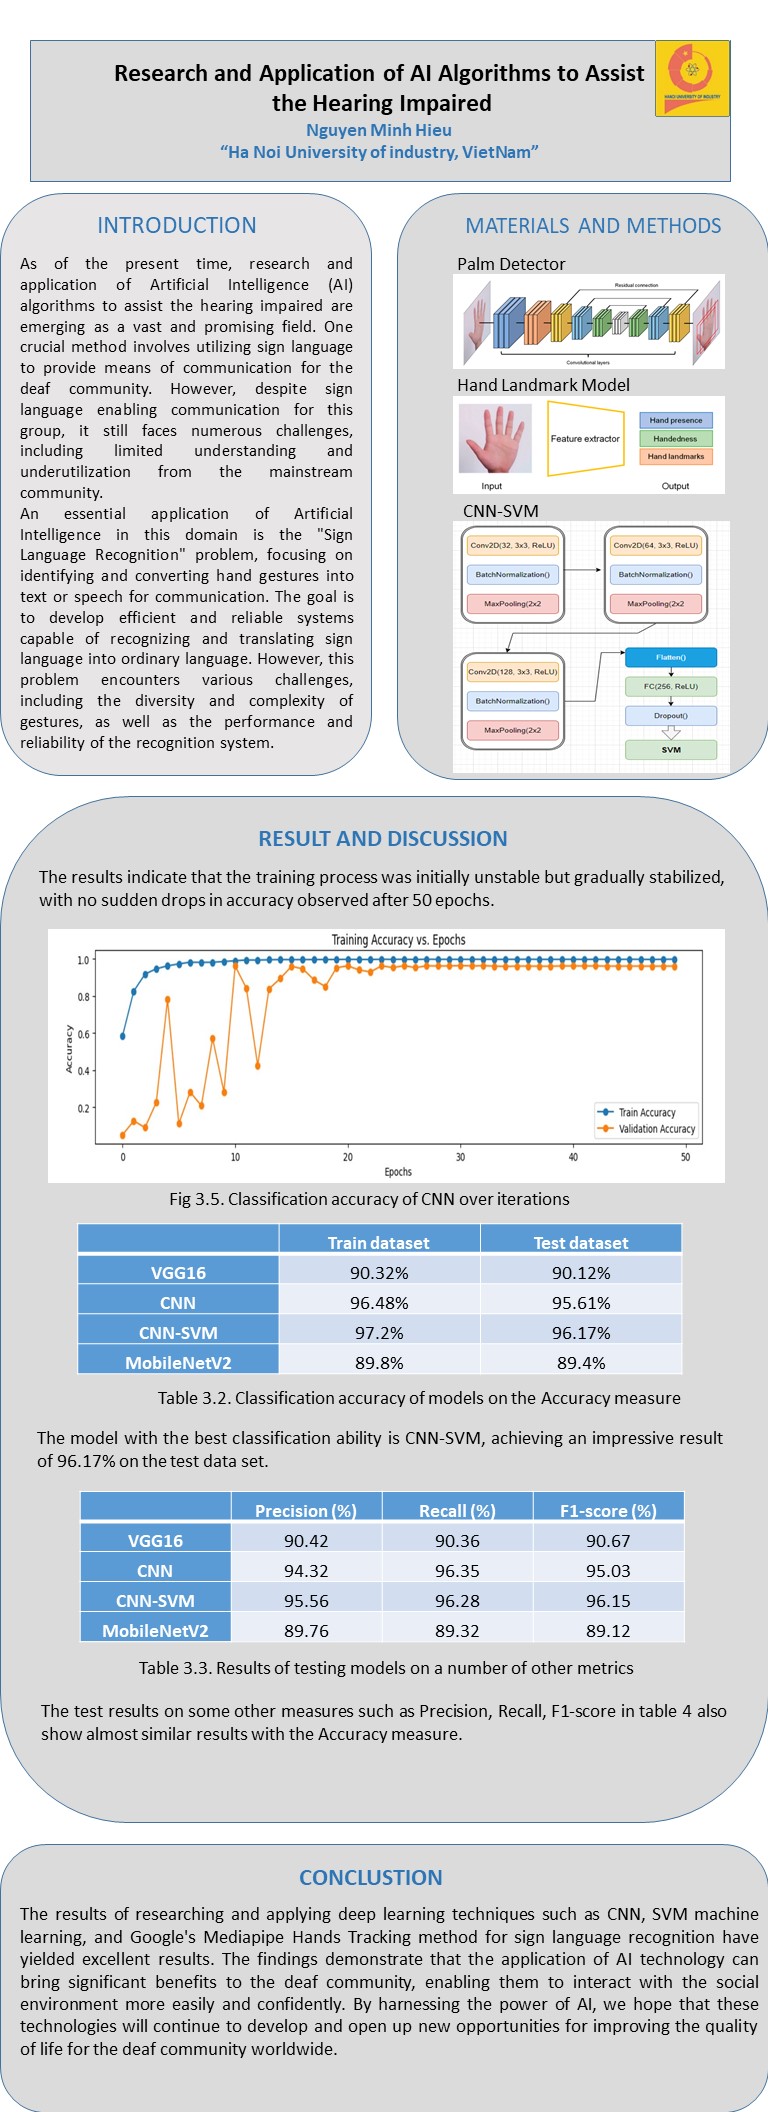 Research and Application of AI Algorithms to Assist
the Hearing Impaired
Nguyen Minh Hieu
“Ha Noi University of industry, VietNam”
HANOI UNIVERSITY OF INDUSTRY
INTRODUCTION
As of the present time, research and
application of Artificial Intelligence (AI)
algorithms to assist the hearing impaired are
emerging as a vast and promising field. One
crucial method involves utilizing sign language
to provide means of communication for the
deaf community. However, despite sign
language enabling communication for this
group, it still faces numerous challenges,
including limited understanding and
underutilization from the mainstream
community.
An essential application of Artificial
Intelligence in this domain is the "Sign
Language Recognition" problem, focusing on
identifying and converting hand gestures into
text or speech for communication. The goal is
to develop efficient and reliable systems
capable of recognizing and translating sign
language into ordinary language. However, this
problem encounters various challenges,
including the diversity and complexity of
gestures, as well as the performance and
reliability of the recognition system.
MATERIALS AND METHODS
Palm Detector
Residual connection
Convolutional layers
Hand Landmark Model
Feature extractor
Hand presence
Handedness
Hand landmarks
Input
Output
CNN-SVM
Conv2D(32, 3x3, ReLU)
BatchNormalization()
MaxPooling(2x2
Conv2D(64, 3x3, ReLU)
BatchNormalization()
MaxPooling(2x2
Conv2D(128, 3x3, ReLU)
BatchNormalization()
MaxPooling(2x2
Flatten()
FC(256, ReLU)
Dropout()
SVM
RESULT AND DISCUSSION
The results indicate that the training process was initially unstable but gradually stabilized,
with no sudden drops in accuracy observed after 50 epochs.
Training Accuracy vs. Epochs
1.0
0.8
0.6
0.4
0.2
Accuracy
0 10 20 30 40 50
Epochs
Train Accuracy
Validation Accuracy
Fig 3.5. Classification accuracy of CNN over iterations
Train dataset Test dataset
VGG16 90.32% 90.12%
CNN 96.48% 95.61%
CNN-SVM 97.2% 96.17%
MobileNetV2 89.8% 89.4%
Table 3.2. Classification accuracy of models on the Accuracy measure
The model with the best classification ability is CNN-SVM, achieving an impressive result
of 96.17% on the test data set.
Precision (%) Recall (%) F1-score (%)
VGG16 90.42 90.36 90.67
CNN 94.32 96.35 95.03
CNN-SVM 95.56 96.28 96.15
MobileNetV2 89.76 89.32 89.12
Table 3.3. Results of testing models on a number of other metrics
The test results on some other measures such as Precision, Recall, F1-score in table 4 also
show almost similar results with the Accuracy measure.
CONCLUSTION
The results of researching and applying deep learning techniques such as CNN, SVM machine
learning, and Google's Mediapipe Hands Tracking method for sign language recognition have
yielded excellent results. The findings demonstrate that the application of AI technology can
bring significant benefits to the deaf community, enabling them to interact with the social
environment more easily and confidently. By harnessing the power of AI, we hope that these
technologies will continue to develop and open up new opportunities for improving the quality
of life for the deaf community worldwide.